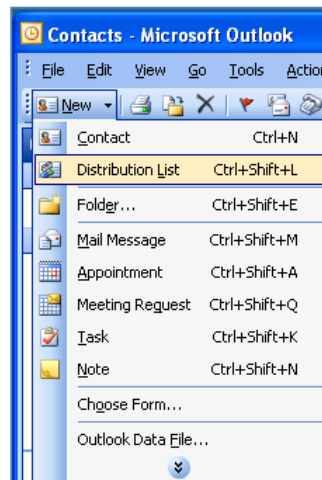 Contacts - Microsoft Outlook
File Edit View Go Tools
New
Contact Ctrl+N
Distribution List Ctrl+Shift+L
Folder... Ctrl+Shift+E
Mail Message Ctrl+Shift+M
Appointment Ctrl+Shift+A
Meeting Request Ctrl+Shift+Q
Task Ctrl+Shift+K
Note Ctrl+Shift+N
Choose Form...
Outlook Data File...